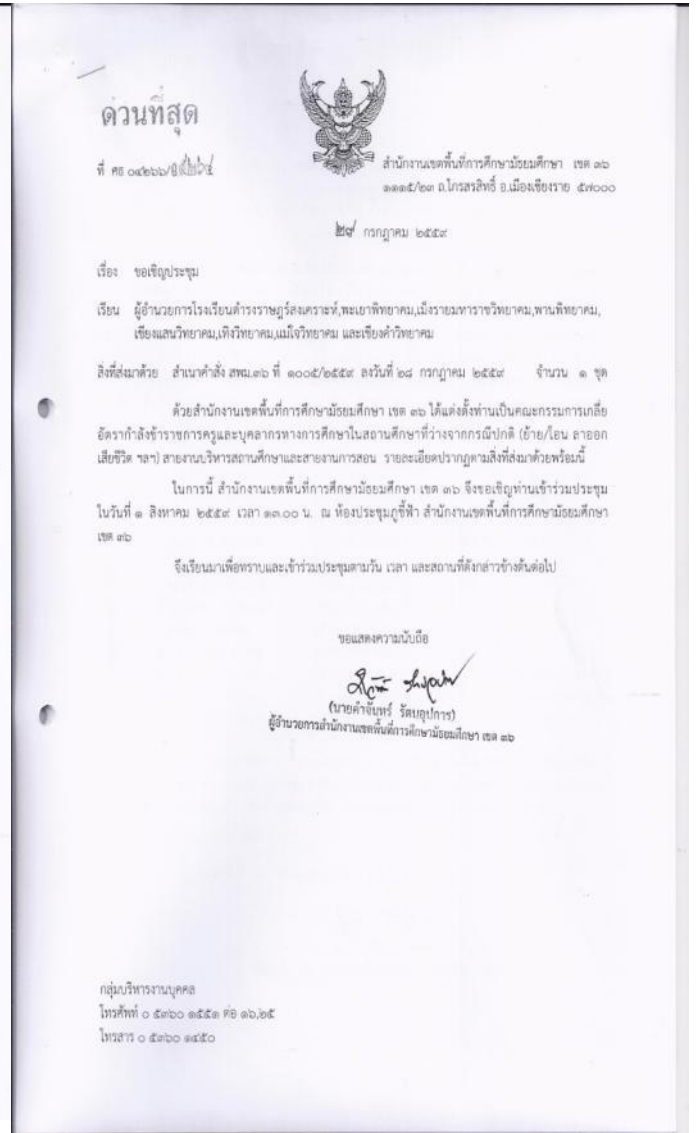 ด่วนที่สุด
ที่ ศธ ๐๔๒๖๖/
สำนักงานเขตพื้นที่การศึกษามัธยมศึกษา เขต ๓๖
๑๑๑๕/๒๓ ถ.ไกรสรสิทธิ์ อ.เมืองเชียงราย ๕๗๐๐๐
๒๙ กรกฎาคม ๒๕๕๙
เรื่อง ขอเชิญประชุม
เรียน ผู้อำนวยการโรงเรียนดำรงราษฎร์สงเคราะห์,พะเยาพิทยาคม,เม็งรายมหาราชวิทยาคม,พานพิทยาคม,
เชียงแสนวิทยาคม,เทิงวิทยาคม,แม่ใจวิทยาคม และเชียงคำวิทยาคม
สิ่งที่ส่งมาด้วย สำเนาคำสั่ง สพม.๓๖ ที่ ๑๐๐๕/๒๕๕๙ ลงวันที่ ๒๘ กรกฎาคม ๒๕๕๙ จำนวน ๑ ชุด
ด้วยสำนักงานเขตพื้นที่การศึกษามัธยมศึกษา เขต ๓๖ ได้แต่งตั้งท่านเป็นคณะกรรมการเกลี่ย
อัตรากำลังข้าราชการครูและบุคลากรทางการศึกษาในสถานศึกษาที่ว่างจากกรณีปกติ (ย้าย/โอน ลาออก
เสียชีวิต ฯลฯ) สายงานบริหารสถานศึกษาและสายงานการสอน รายละเอียดปรากฏตามสิ่งที่ส่งมาด้วยพร้อมนี้
ในการนี้ สำนักงานเขตพื้นที่การศึกษามัธยมศึกษา เขต ๓๖ จึงขอเชิญท่านเข้าร่วมประชุม
ในวันที่ ๑ สิงหาคม ๒๕๕๙ เวลา ๑๓.๐๐ น. ณ ห้องประชุมภูชี้ฟ้า สำนักงานเขตพื้นที่การศึกษามัธยมศึกษา
เขต ๓๖
จึงเรียนมาเพื่อทราบและเข้าร่วมประชุมตามวัน เวลา และสถานที่ดังกล่าวข้างต้นต่อไป
ขอแสดงความนับถือ
(นายคำจันทร์ รัตนอุปการ)
ผู้อำนวยการสำนักงานเขตพื้นที่การศึกษามัธยมศึกษา เขต ๓๖
กลุ่มบริหารงานบุคคล
โทรศัพท์ ๐ ๕๓๖๐ ๑๕๕๑ ต่อ ๑๖,๒๕
โทรสาร ๐ ๕๓๖๐ ๑๔๕๐